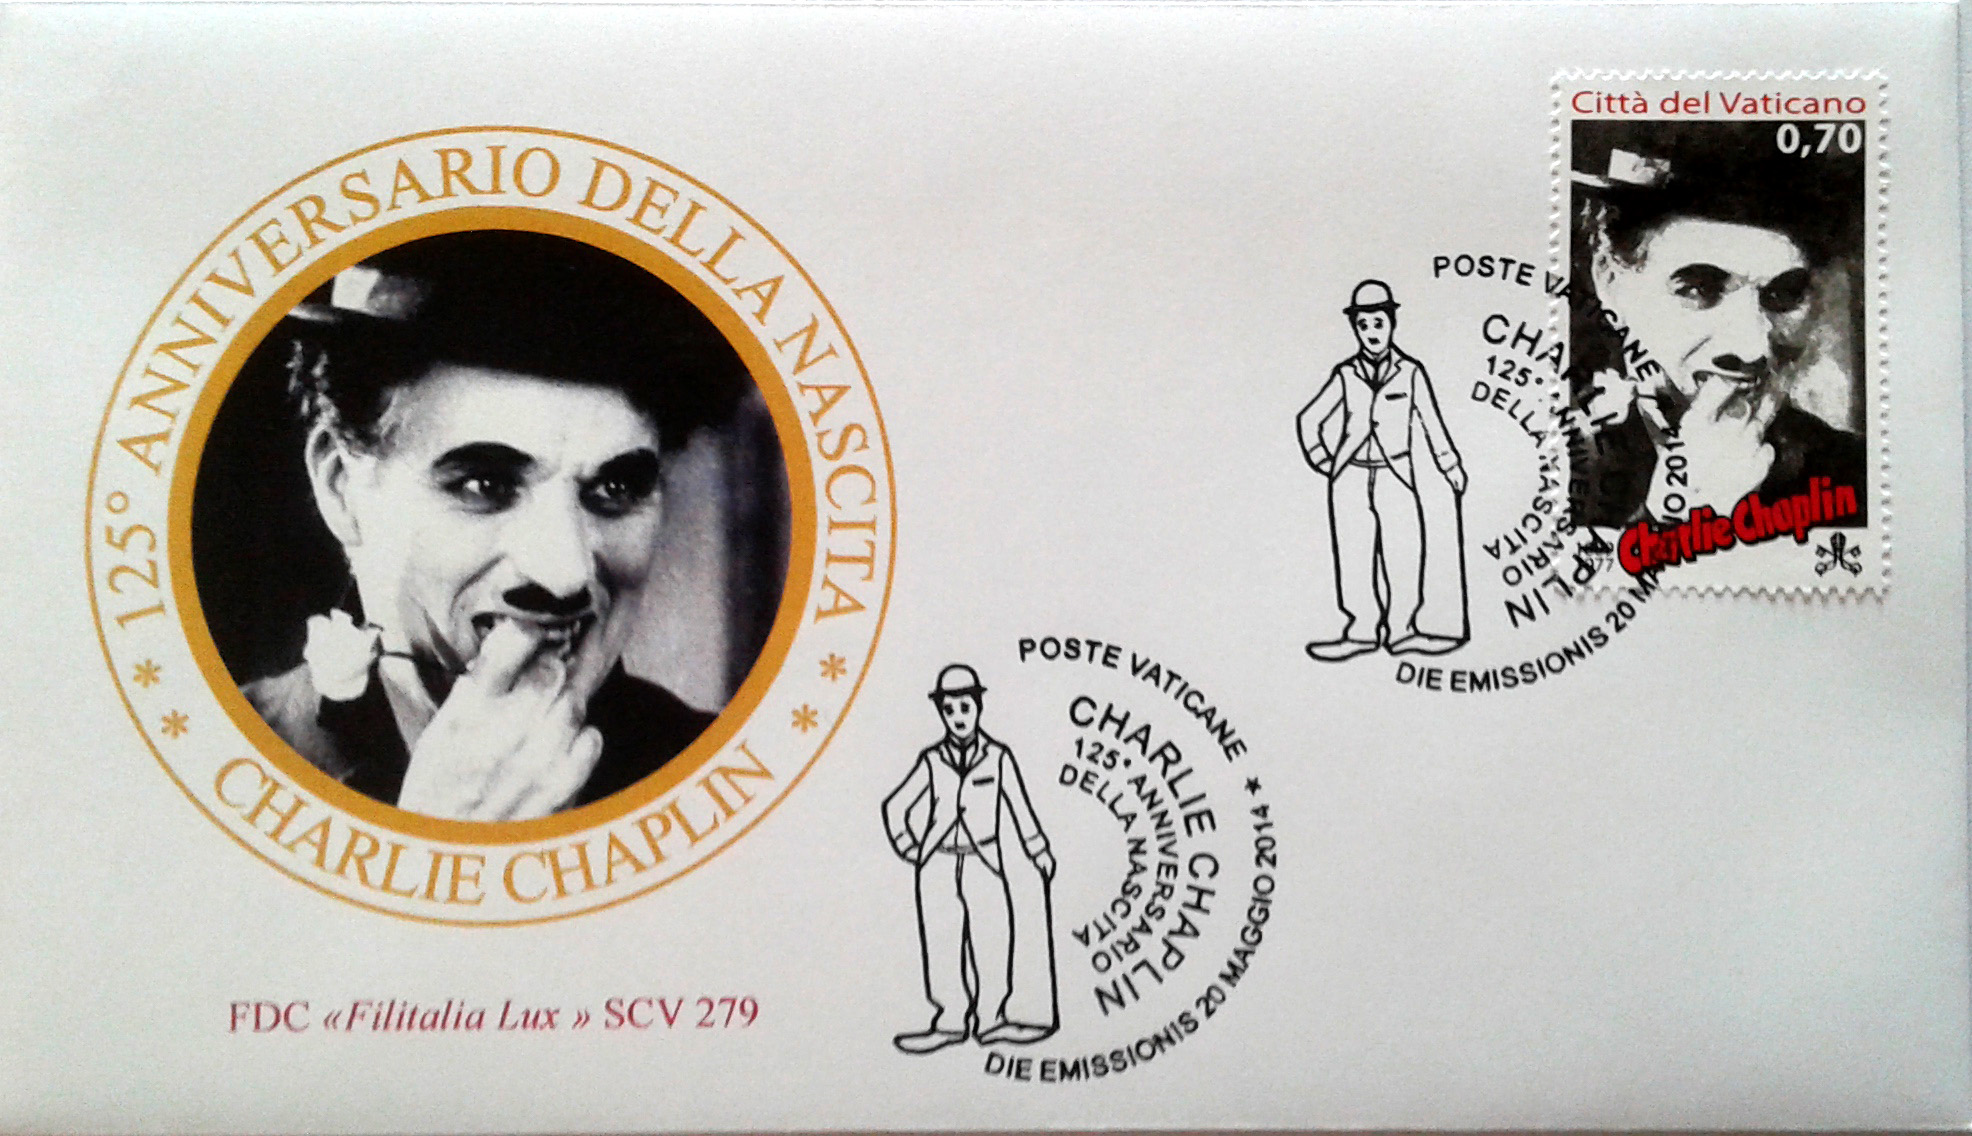 125° ANNIVERSARIO DELLA NASCITA
* * CHARLIE CHAPLIN * *
FDC «Filitalia Lux » SCV 279
Città del Vaticano
0,70
Charlie Chaplin
POSTE VATICANE
CHARLIE CHAPLIN
125° ANNIVERSARIO
DELLA NASCITA
DIE EMISSIONIS 20 MAGGIO 2014
POSTE VATICANE *
CHARLIE CHAPLIN
125° ANNIVERSARIO
DELLA NASCITA
DIE EMISSIONIS 20 MAGGIO 2014